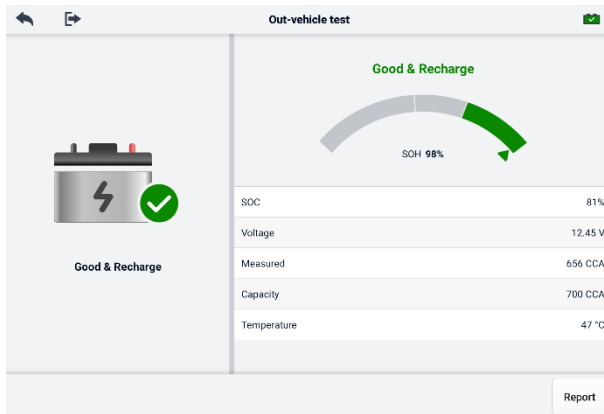 Out-vehicle test
Good & Recharge
SOH 98%
Good & Recharge
SOC 81%
Voltage 12.45 V
Measured 656 CCA
Capacity 700 CCA
Temperature 47 °C
Report